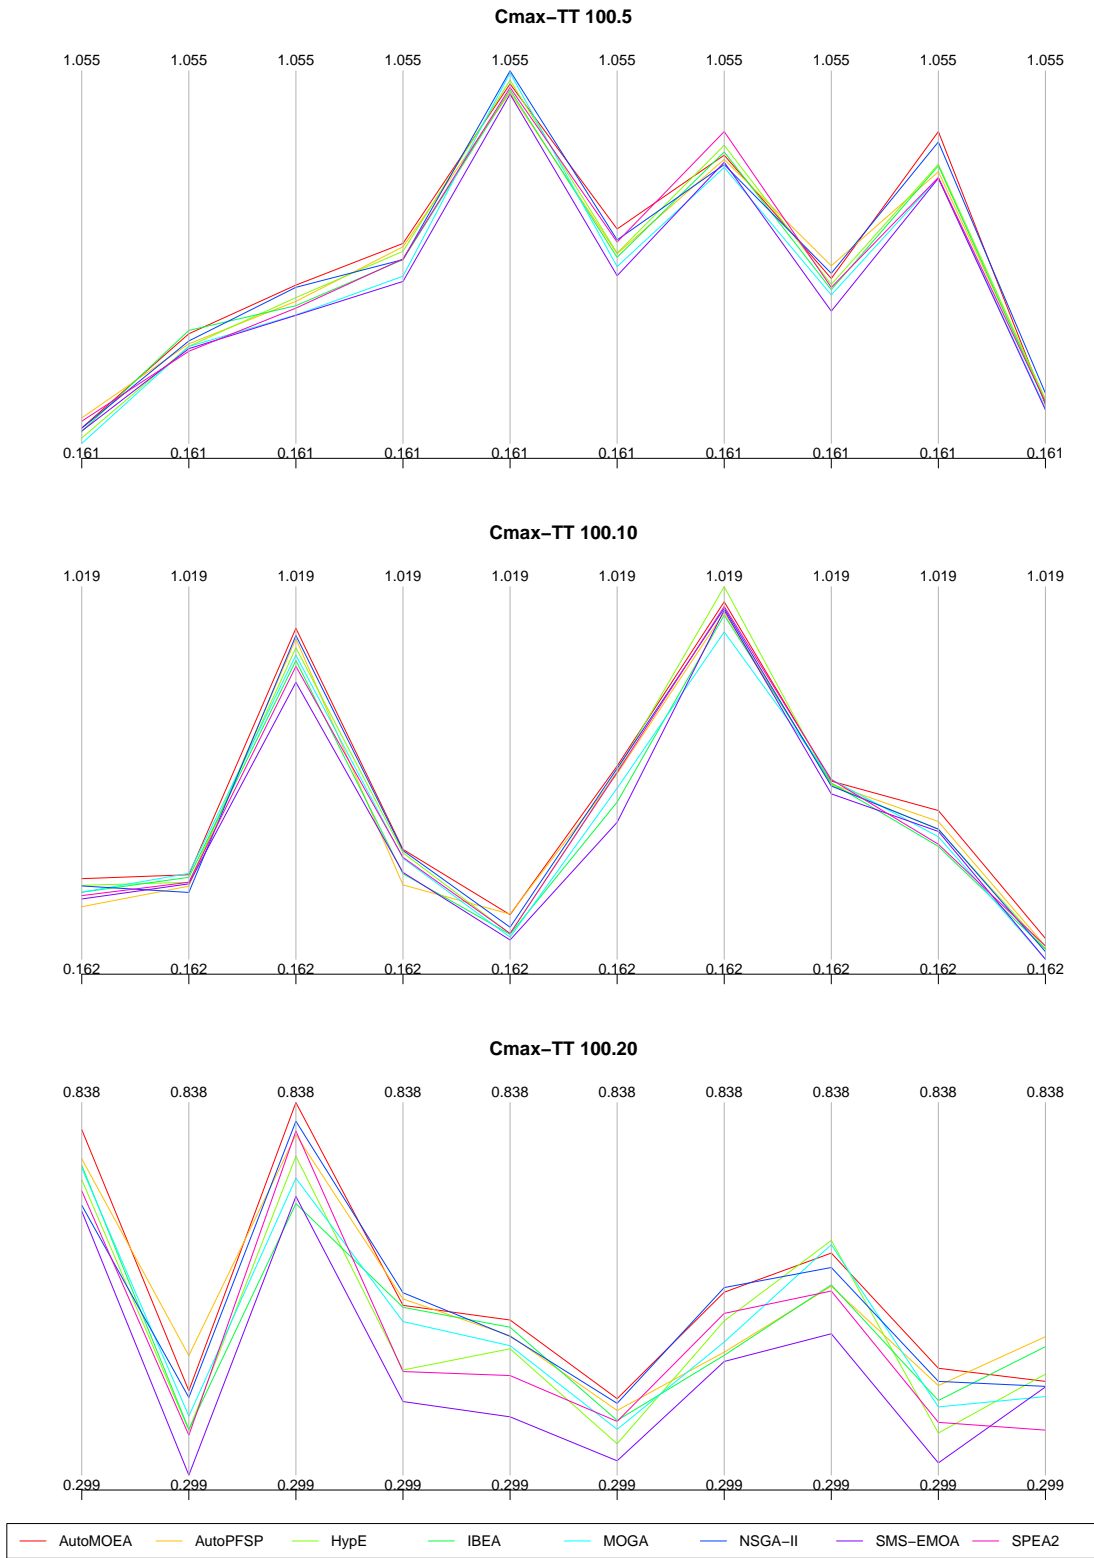 Cmax−TT 100.5
1.055 1.055 1.055 1.055 1.055 1.055 1.055 1.055 1.055 1.055
0.161 0.161 0.161 0.161 0.161 0.161 0.161 0.161 0.161 0.161
Cmax−TT 100.10
1.019 1.019 1.019 1.019 1.019 1.019 1.019 1.019 1.019 1.019
0.162 0.162 0.162 0.162 0.162 0.162 0.162 0.162 0.162 0.162
Cmax−TT 100.20
0.838 0.838 0.838 0.838 0.838 0.838 0.838 0.838 0.838 0.838
0.299 0.299 0.299 0.299 0.299 0.299 0.299 0.299 0.299 0.299
AutoMOEA AutoPFSP HypE IBEA MOGA NSGA−II SMS−EMOA SPEA2